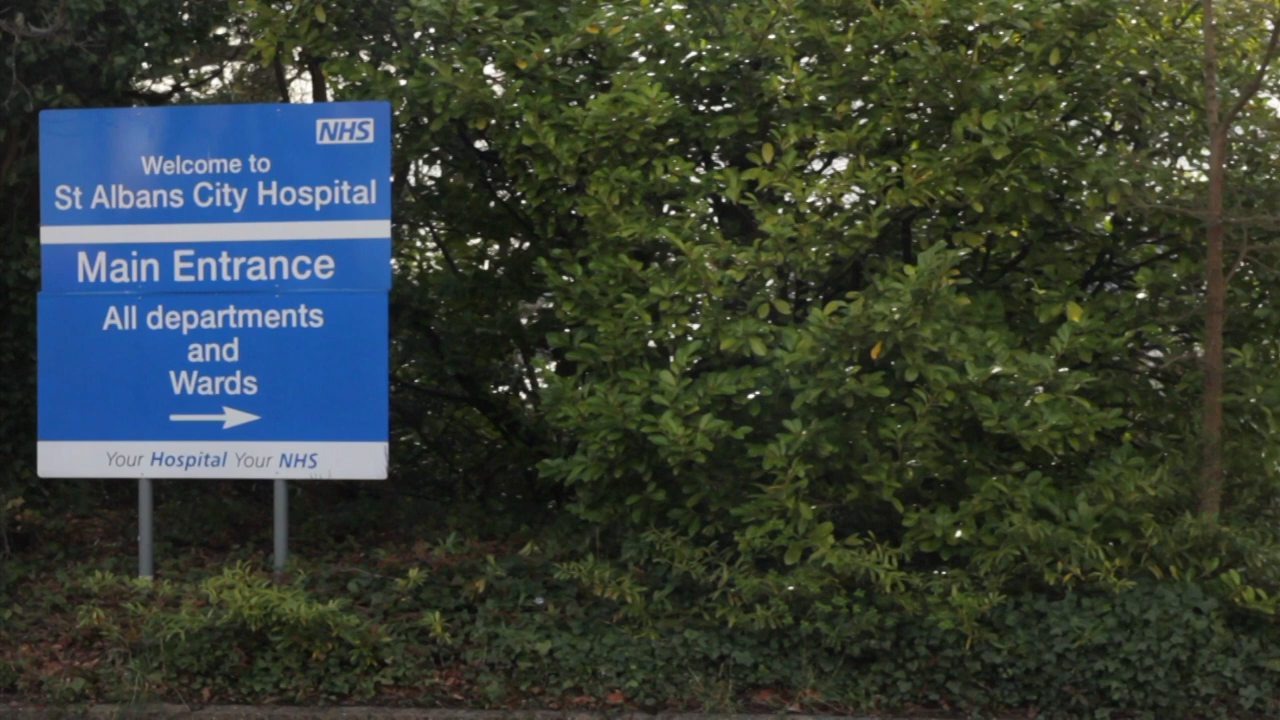 NHS
Welcome to
St Albans City Hospital
Main Entrance
All departments
and
Wards
Your Hospital Your NHS